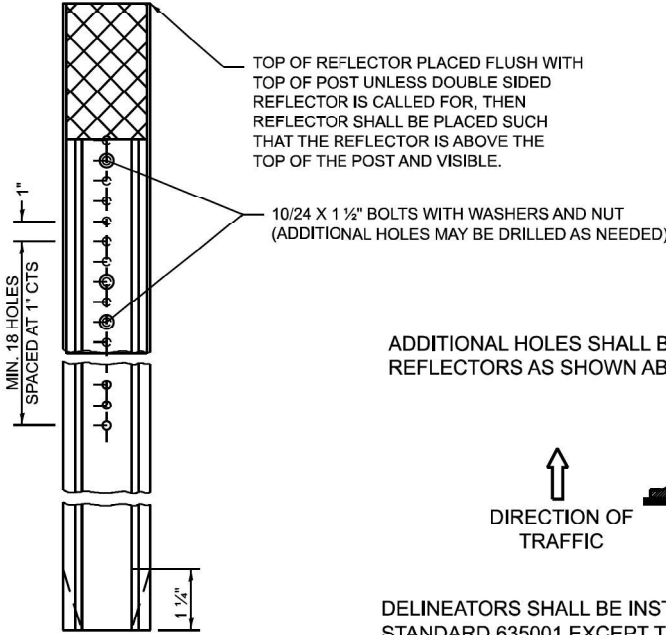 TOP OF REFLECTOR PLACED FLUSH WITH
TOP OF POST UNLESS DOUBLE SIDED
REFLECTOR IS CALLED FOR, THEN
REFLECTOR SHALL BE PLACED SUCH
THAT THE REFLECTOR IS ABOVE THE
TOP OF THE POST AND VISIBLE.
1"
10/24 X 1 ½" BOLTS WITH WASHERS AND NUT
(ADDITIONAL HOLES MAY BE DRILLED AS NEEDED)
MIN. 18 HOLES
SPACED AT 1" CTS
ADDITIONAL HOLES SHALL B
REFLECTORS AS SHOWN AB
DIRECTION OF
TRAFFIC
1 ¼"
DELINEATORS SHALL BE INST
STANDARD 635001 EXCEPT T